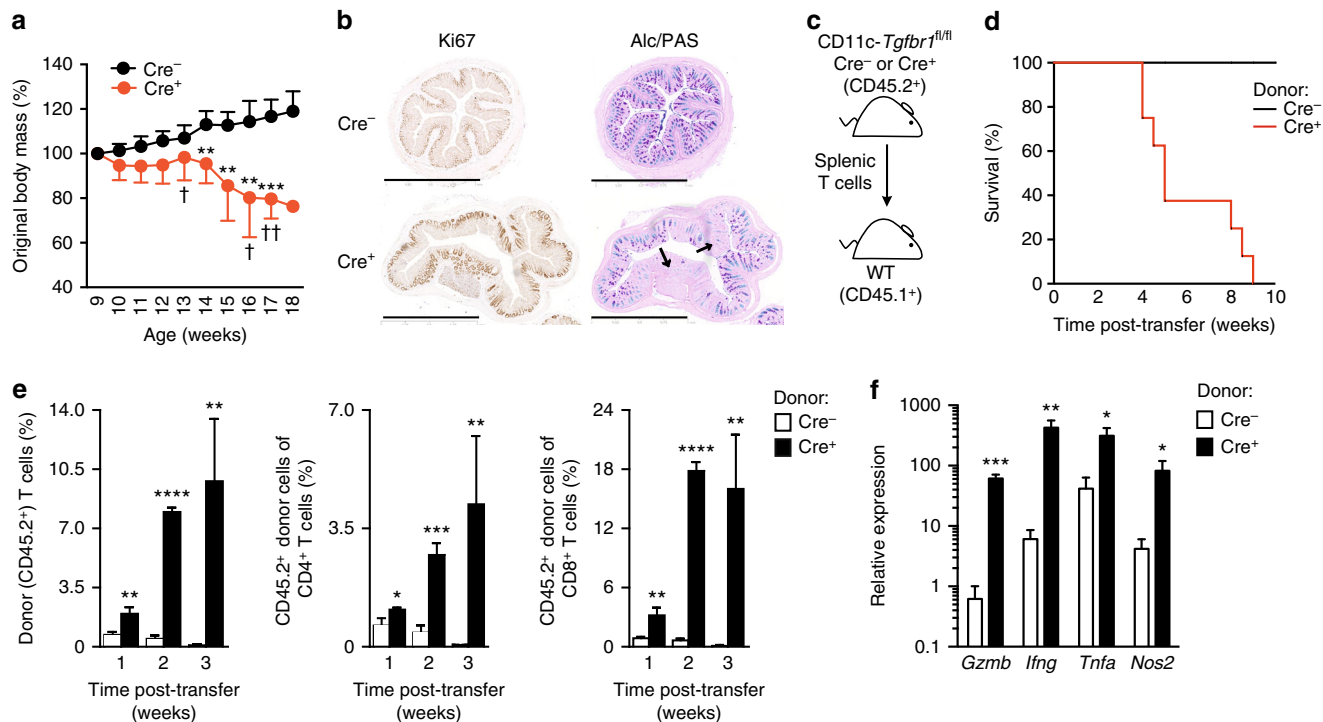 a
Original body mass (%)
140
120
100
80
60
40
Cre⁻
Cre⁺
**
**
**
***
†
†
††
9 10 11 12 13 14 15 16 17 18
Age (weeks)
b
Ki67
Alc/PAS
Cre⁻
Cre⁺
c
CD11c-Tgfbr1fl/fl
Cre⁻ or Cre⁺
(CD45.2⁺)
Splenic
T cells
WT
(CD45.1⁺)
d
Survival (%)
100
80
60
40
20
0
0 2 4 6 8 10
Time post-transfer (weeks)
Donor:
Cre⁻
Cre⁺
e
Donor (CD45.2⁺) T cells (%)
14.0
10.5
7.0
3.5
0
**
****
**
1 2 3
Time post-transfer
(weeks)
CD45.2⁺ donor cells of
CD4⁺ T cells (%)
7.0
3.5
0
*
***
**
1 2 3
Time post-transfer
(weeks)
CD45.2⁺ donor cells of
CD8⁺ T cells (%)
24
18
12
6
0
**
****
**
1 2 3
Time post-transfer
(weeks)
Donor:
Cre⁻
Cre⁺
f
Relative expression
1000
100
10
1
0.1
***
**
*
*
Gzmb Ifng Tnfa Nos2
Donor:
Cre⁻
Cre⁺